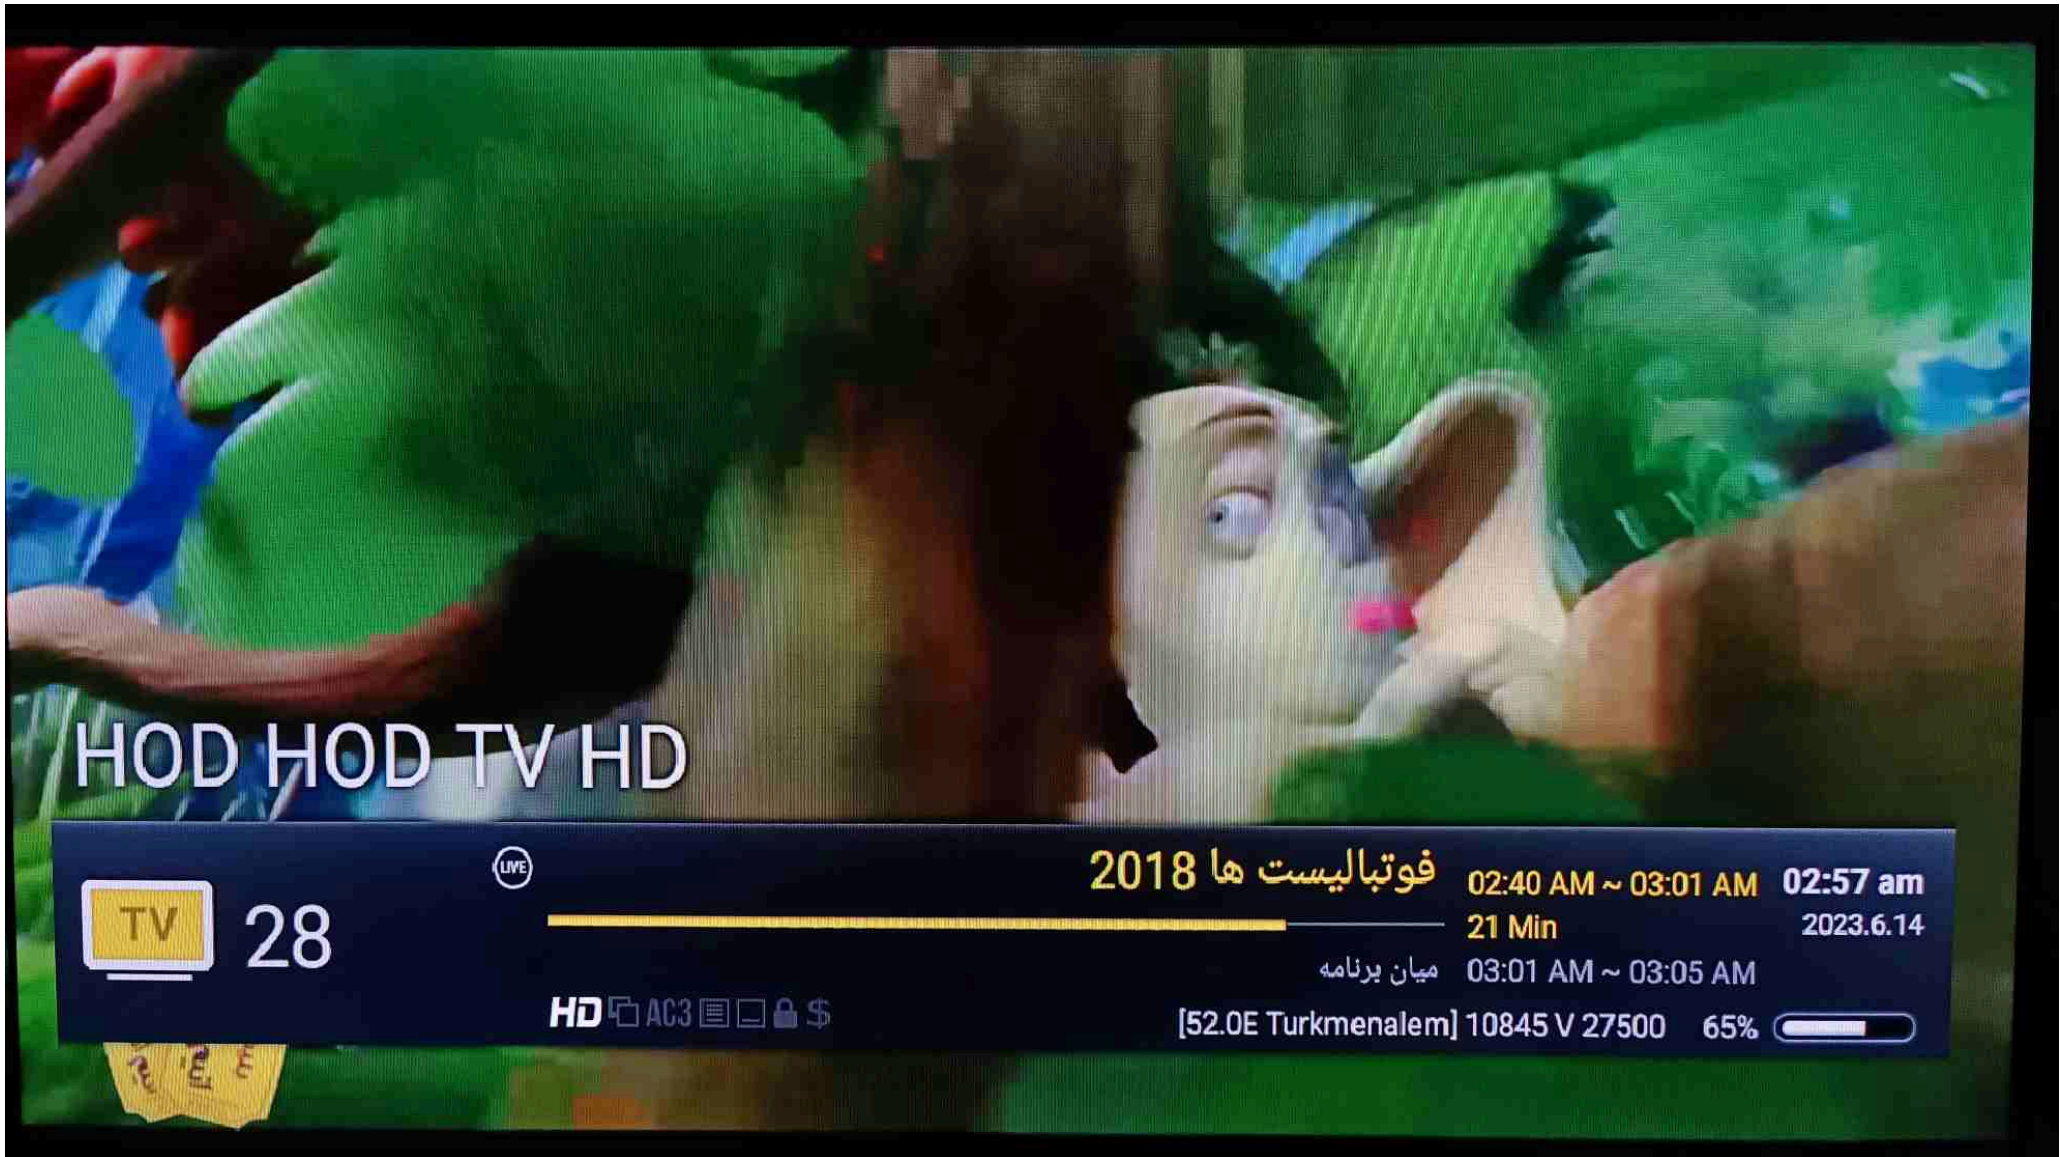 HOD HOD TV HD
LIVE
فوتبالیست ها 2018
02:40 AM ~ 03:01 AM
02:57 am
TV
28
21 Min
2023.6.14
میان برنامه
03:01 AM ~ 03:05 AM
HD AC3 $
[52.0E Turkmenalem] 10845 V 27500 65%